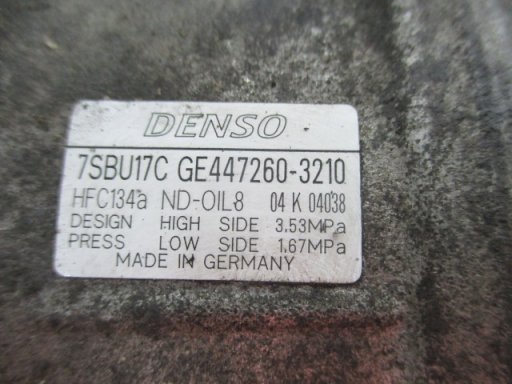 DENSO
7SBU17C GE447260-3210
HFC134a ND-OIL8 04 K 04038
DESIGN HIGH SIDE 3.53MPa
PRESS LOW SIDE 1.67MPa
MADE IN GERMANY